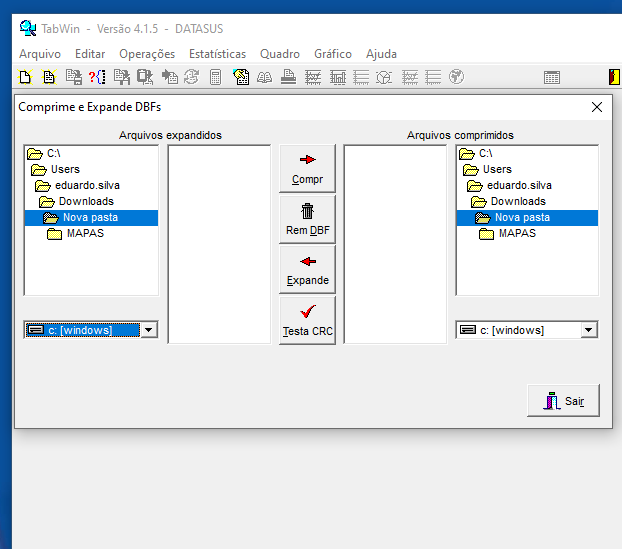 TabWin - Versão 4.1.5 - DATASUS
Arquivo Editar Operações Estatísticas Quadro Gráfico Ajuda
Comprime e Expande DBFs
Arquivos expandidos
Arquivos comprimidos
C:\
Users
eduardo.silva
Downloads
Nova pasta
MAPAS
c: [windows]
Compr
Rem DBF
Expande
Testa CRC
C:\
Users
eduardo.silva
Downloads
Nova pasta
MAPAS
c: [windows]
Sair